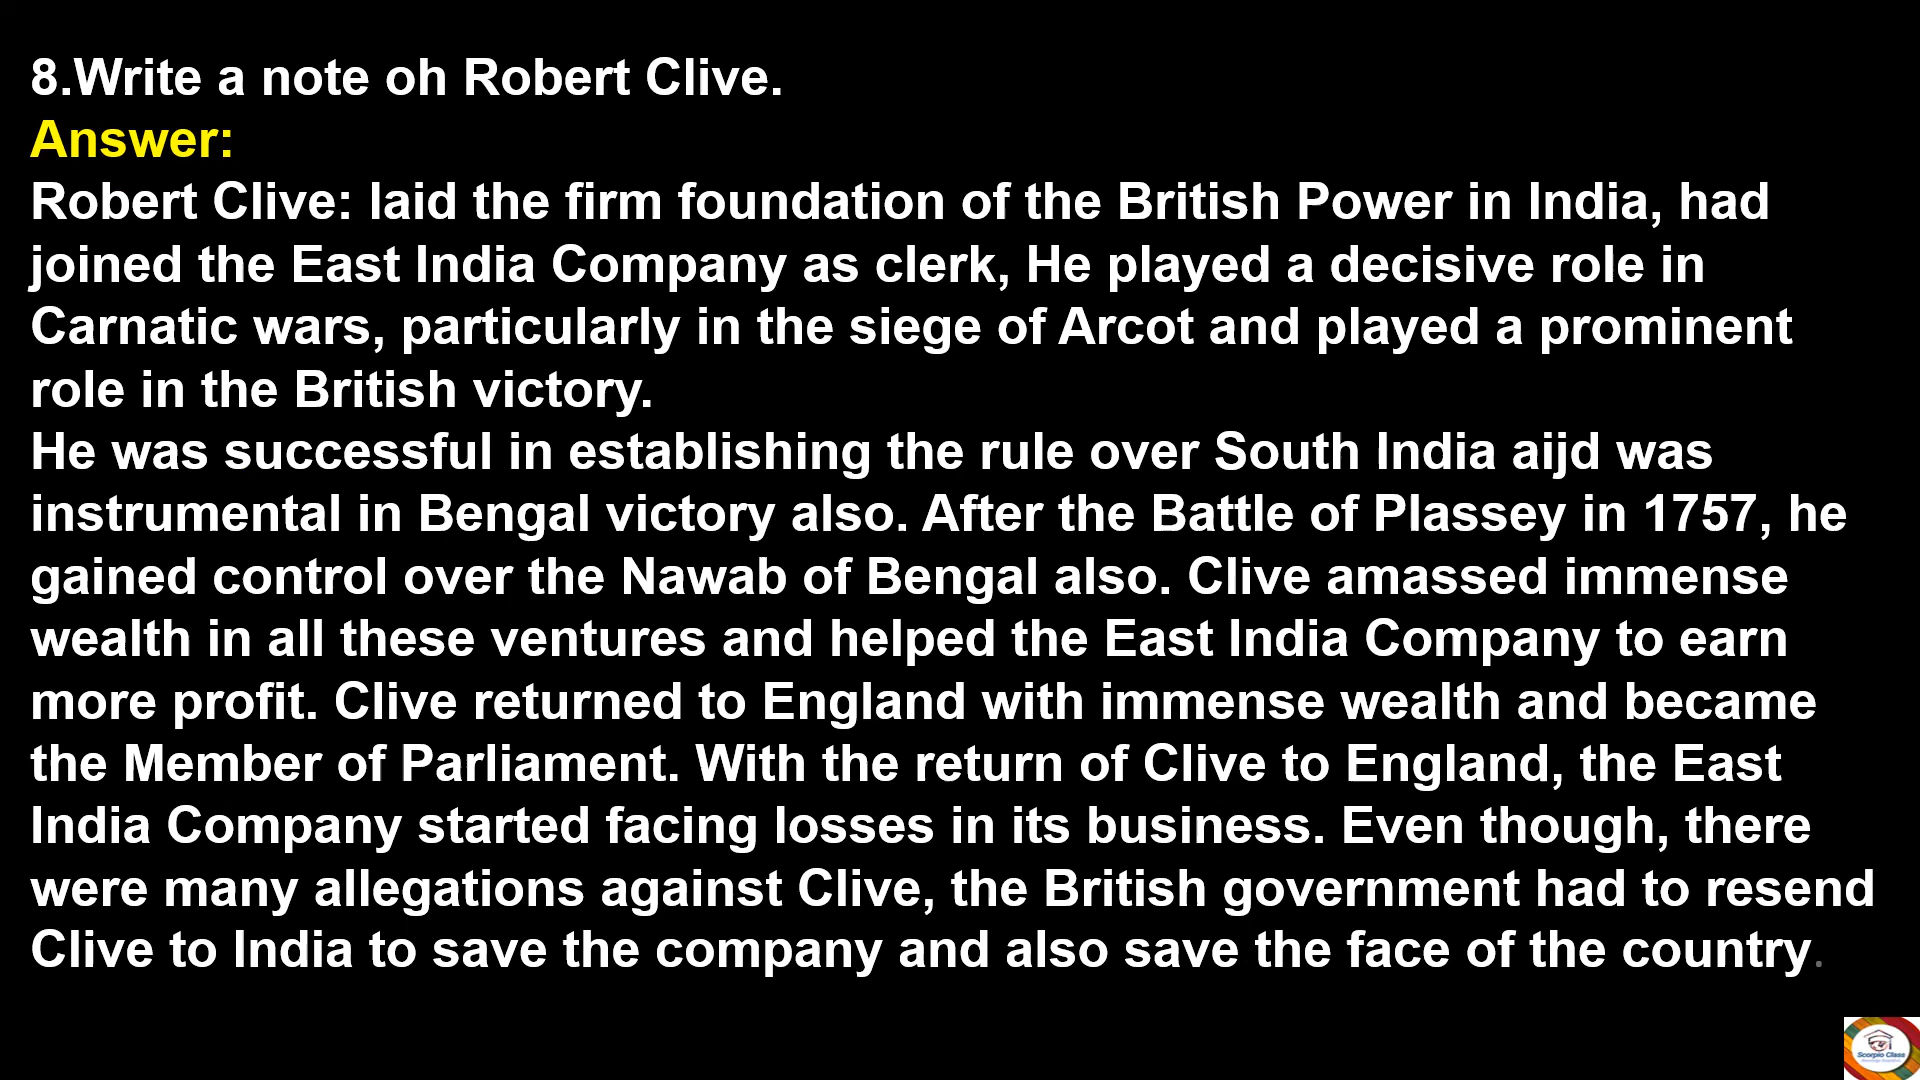 8.Write a note oh Robert Clive.
Answer:
Robert Clive: laid the firm foundation of the British Power in India, had
joined the East India Company as clerk, He played a decisive role in
Carnatic wars, particularly in the siege of Arcot and played a prominent
role in the British victory.
He was successful in establishing the rule over South India aijd was
instrumental in Bengal victory also. After the Battle of Plassey in 1757, he
gained control over the Nawab of Bengal also. Clive amassed immense
wealth in all these ventures and helped the East India Company to earn
more profit. Clive returned to England with immense wealth and became
the Member of Parliament. With the return of Clive to England, the East
India Company started facing losses in its business. Even though, there
were many allegations against Clive, the British government had to resend
Clive to India to save the company and also save the face of the country.
Scorpio Class